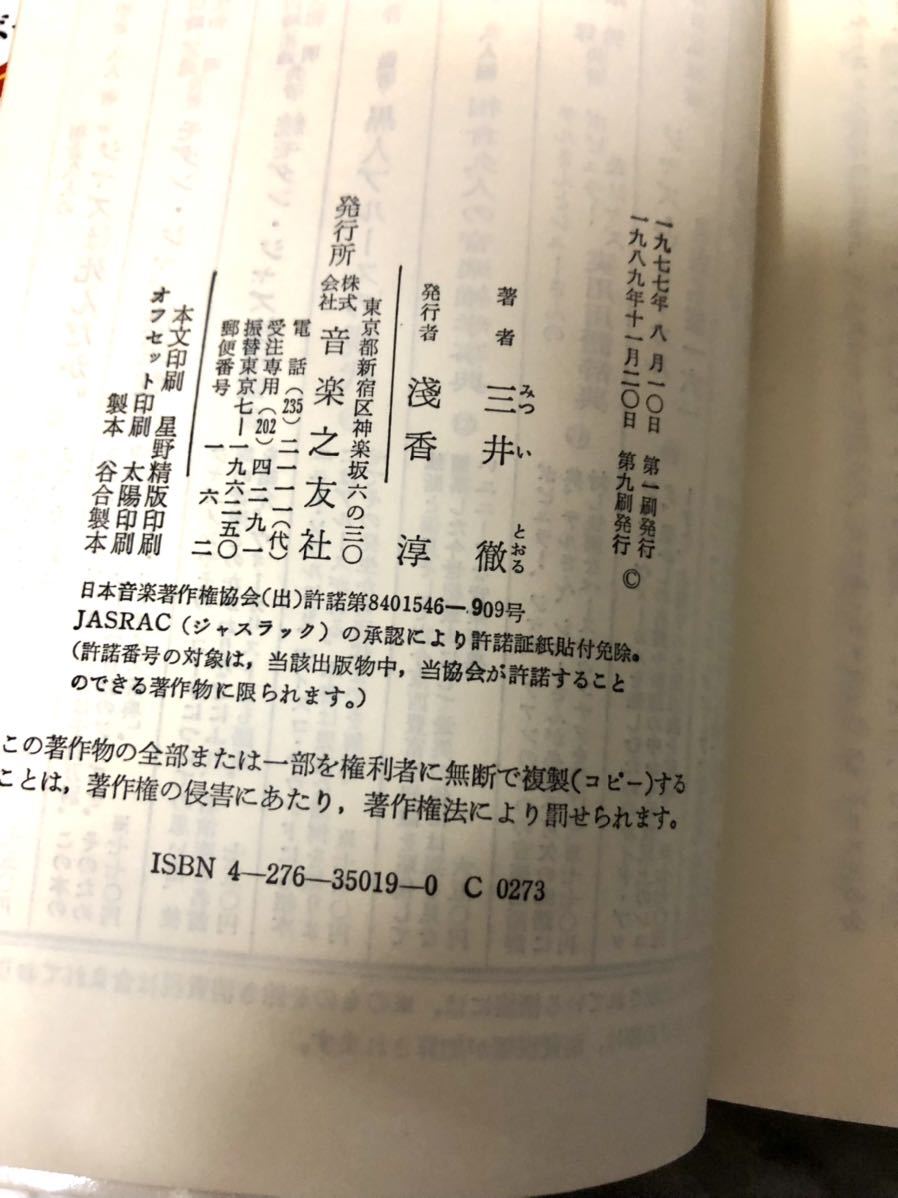 一九七七年 八 月一〇日 第一刷発行
一九八九年十一月二〇日 第九刷発行 ©
著者 三井 徹
みつ い とおる
発行者 淺香 淳
東京都新宿区神楽坂六の三〇
発行所 株式会社 音楽之友社
電話(235)二一一一(代)
受注専用(202)四二九一
振替東京七―一九六二五〇
郵便番号 一六二
本文印刷 星野精版印刷
オフセット印刷 太陽印刷
製本 谷合製本
日本音楽著作権協会(出)許諾第8401546―909号
JASRAC(ジャスラック)の承認により許諾証紙貼付免除。
(許諾番号の対象は,当該出版物中,当協会が許諾すること
のできる著作物に限られます。)
この著作物の全部または一部を権利者に無断で複製(コピー)する
ことは,著作権の侵害にあたり,著作権法により罰せられます。
ISBN 4―276―35019―0 C 0273